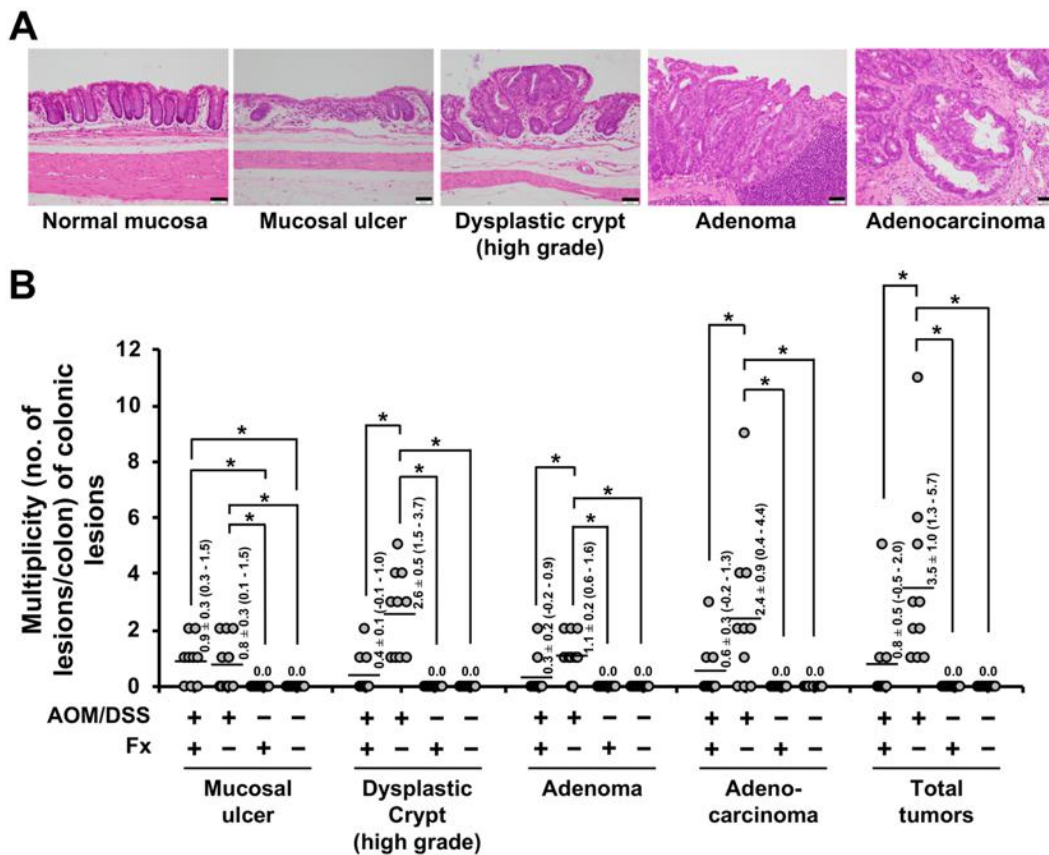 A
Normal mucosa
Mucosal ulcer
Dysplastic crypt
(high grade)
Adenoma
Adenocarcinoma
B
Multiplicity (no. of
lesions/colon) of colonic
lesions
12
10
8
6
4
2
0
* * * *
0.9 ± 0.3 (0.3 - 1.5)
0.8 ± 0.3 (0.1 - 1.5)
0.0 0.0
* * *
0.4 ± 0.1 (-0.1 - 1.0)
2.6 ± 0.5 (1.5 - 3.7)
0.0 0.0
* * *
0.3 ± 0.2 (-0.2 - 0.9)
1.1 ± 0.2 (0.6 - 1.6)
0.0 0.0
* * *
0.6 ± 0.3 (-0.2 - 1.3)
2.4 ± 0.9 (0.4 - 4.4)
0.0 0.0
* * *
0.8 ± 0.5 (-0.5 - 2.0)
3.5 ± 1.0 (1.3 - 5.7)
0.0 0.0
AOM/DSS + + − − + + − − + + − − + + − − + + − −
Fx + − + − + − + − + − + − + − + − + − + −
Mucosal
ulcer
Dysplastic
Crypt
(high grade)
Adenoma
Adeno-
carcinoma
Total
tumors